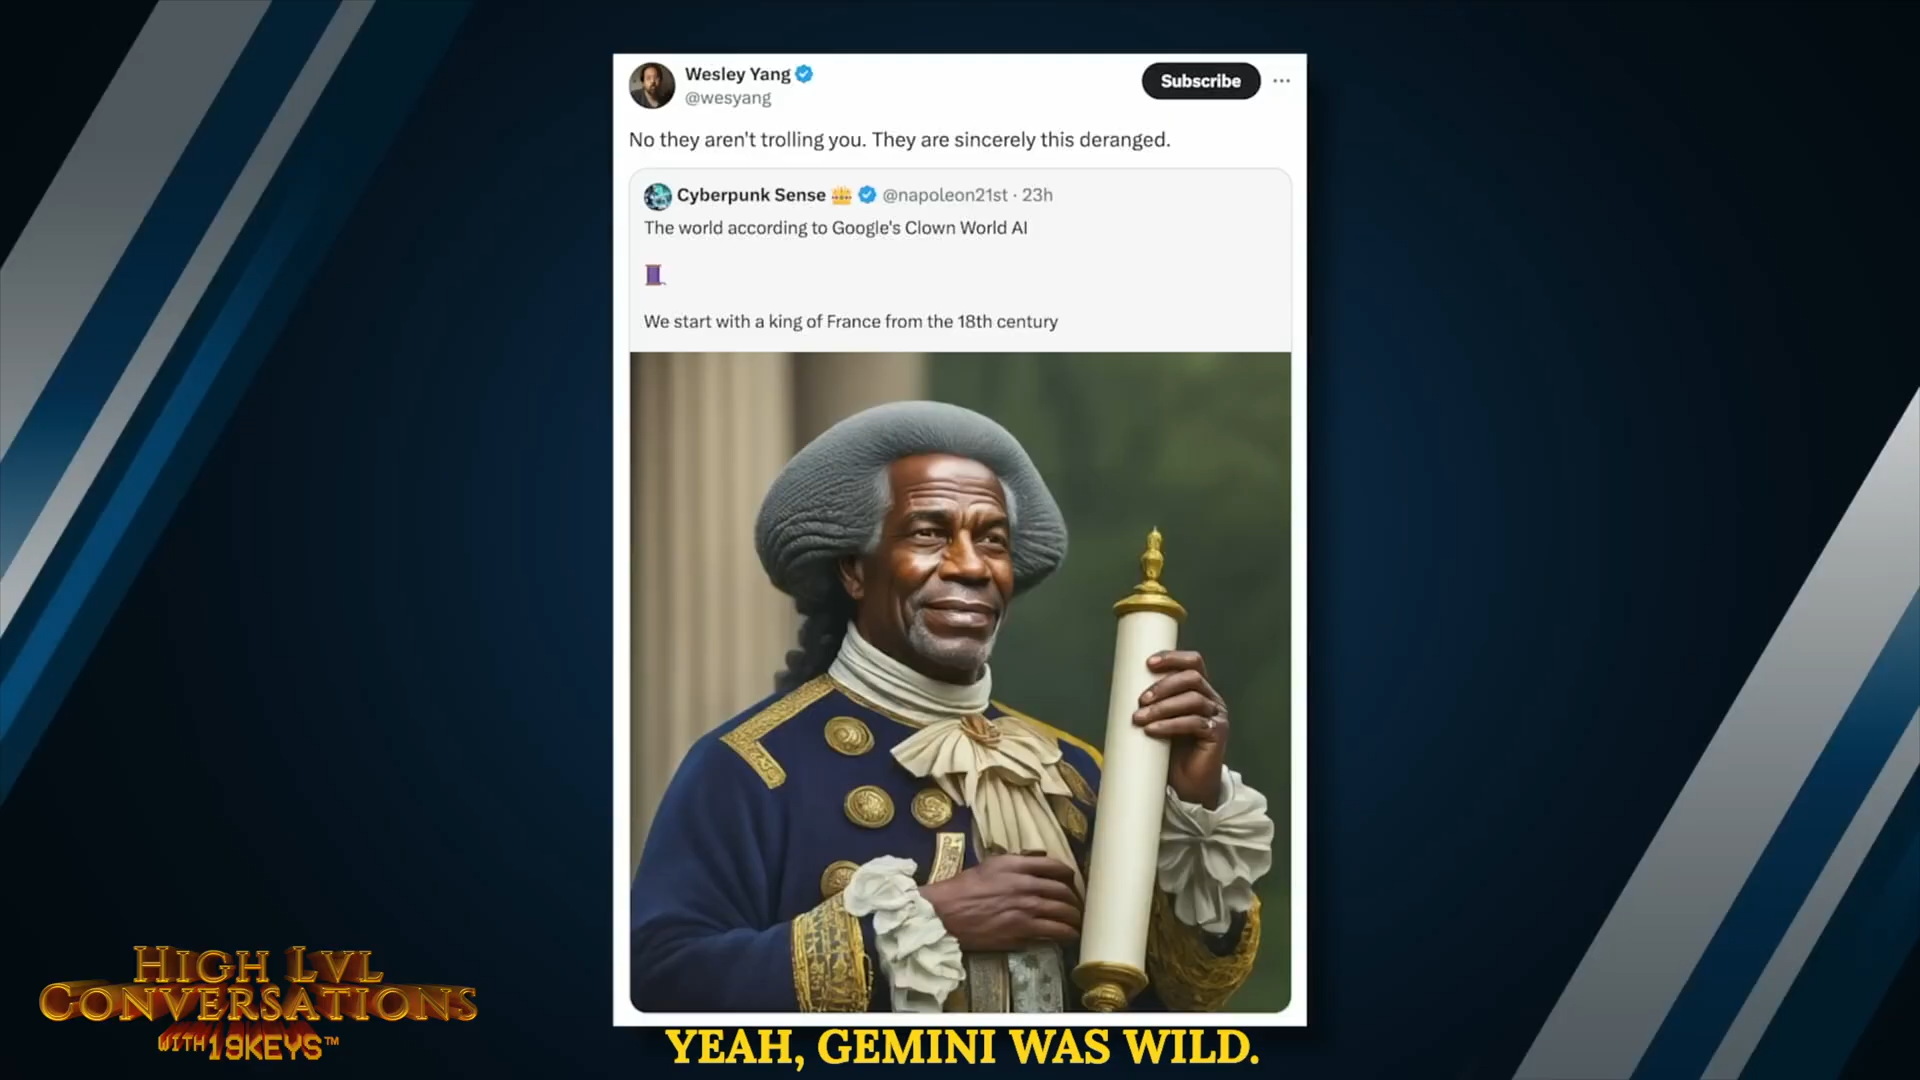 Wesley Yang
@wesyang
Subscribe
No they aren't trolling you. They are sincerely this deranged.
Cyberpunk Sense @napoleon21st · 23h
The world according to Google's Clown World AI
We start with a king of France from the 18th century
HIGH LVL
CONVERSATIONS
WITH 19KEYS™
YEAH, GEMINI WAS WILD.